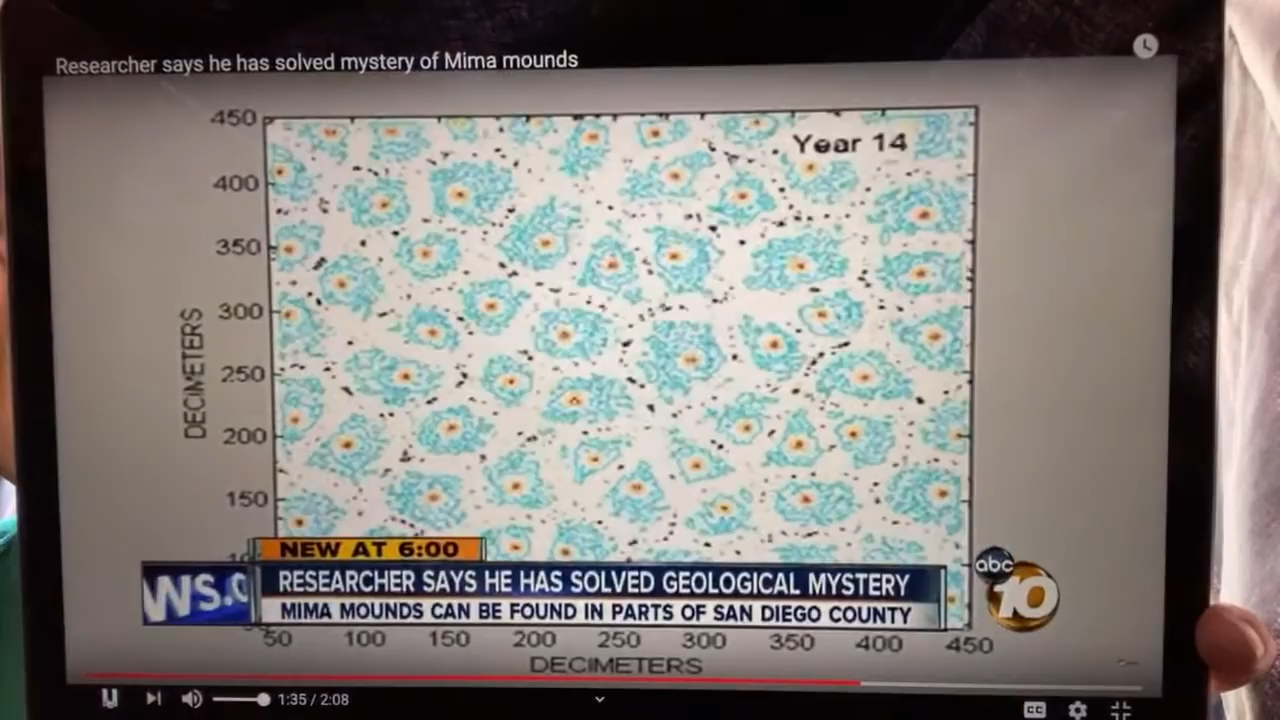 Researcher says he has solved mystery of Mima mounds
450
Year 14
400
350
300
250
200
150
DECIMETERS
NEW AT 6:00
abc
10
WS.C
RESEARCHER SAYS HE HAS SOLVED GEOLOGICAL MYSTERY
MIMA MOUNDS CAN BE FOUND IN PARTS OF SAN DIEGO COUNTY
50 100 150 200 250 300 350 400 450
DECIMETERS
1:35 / 2:08
CC